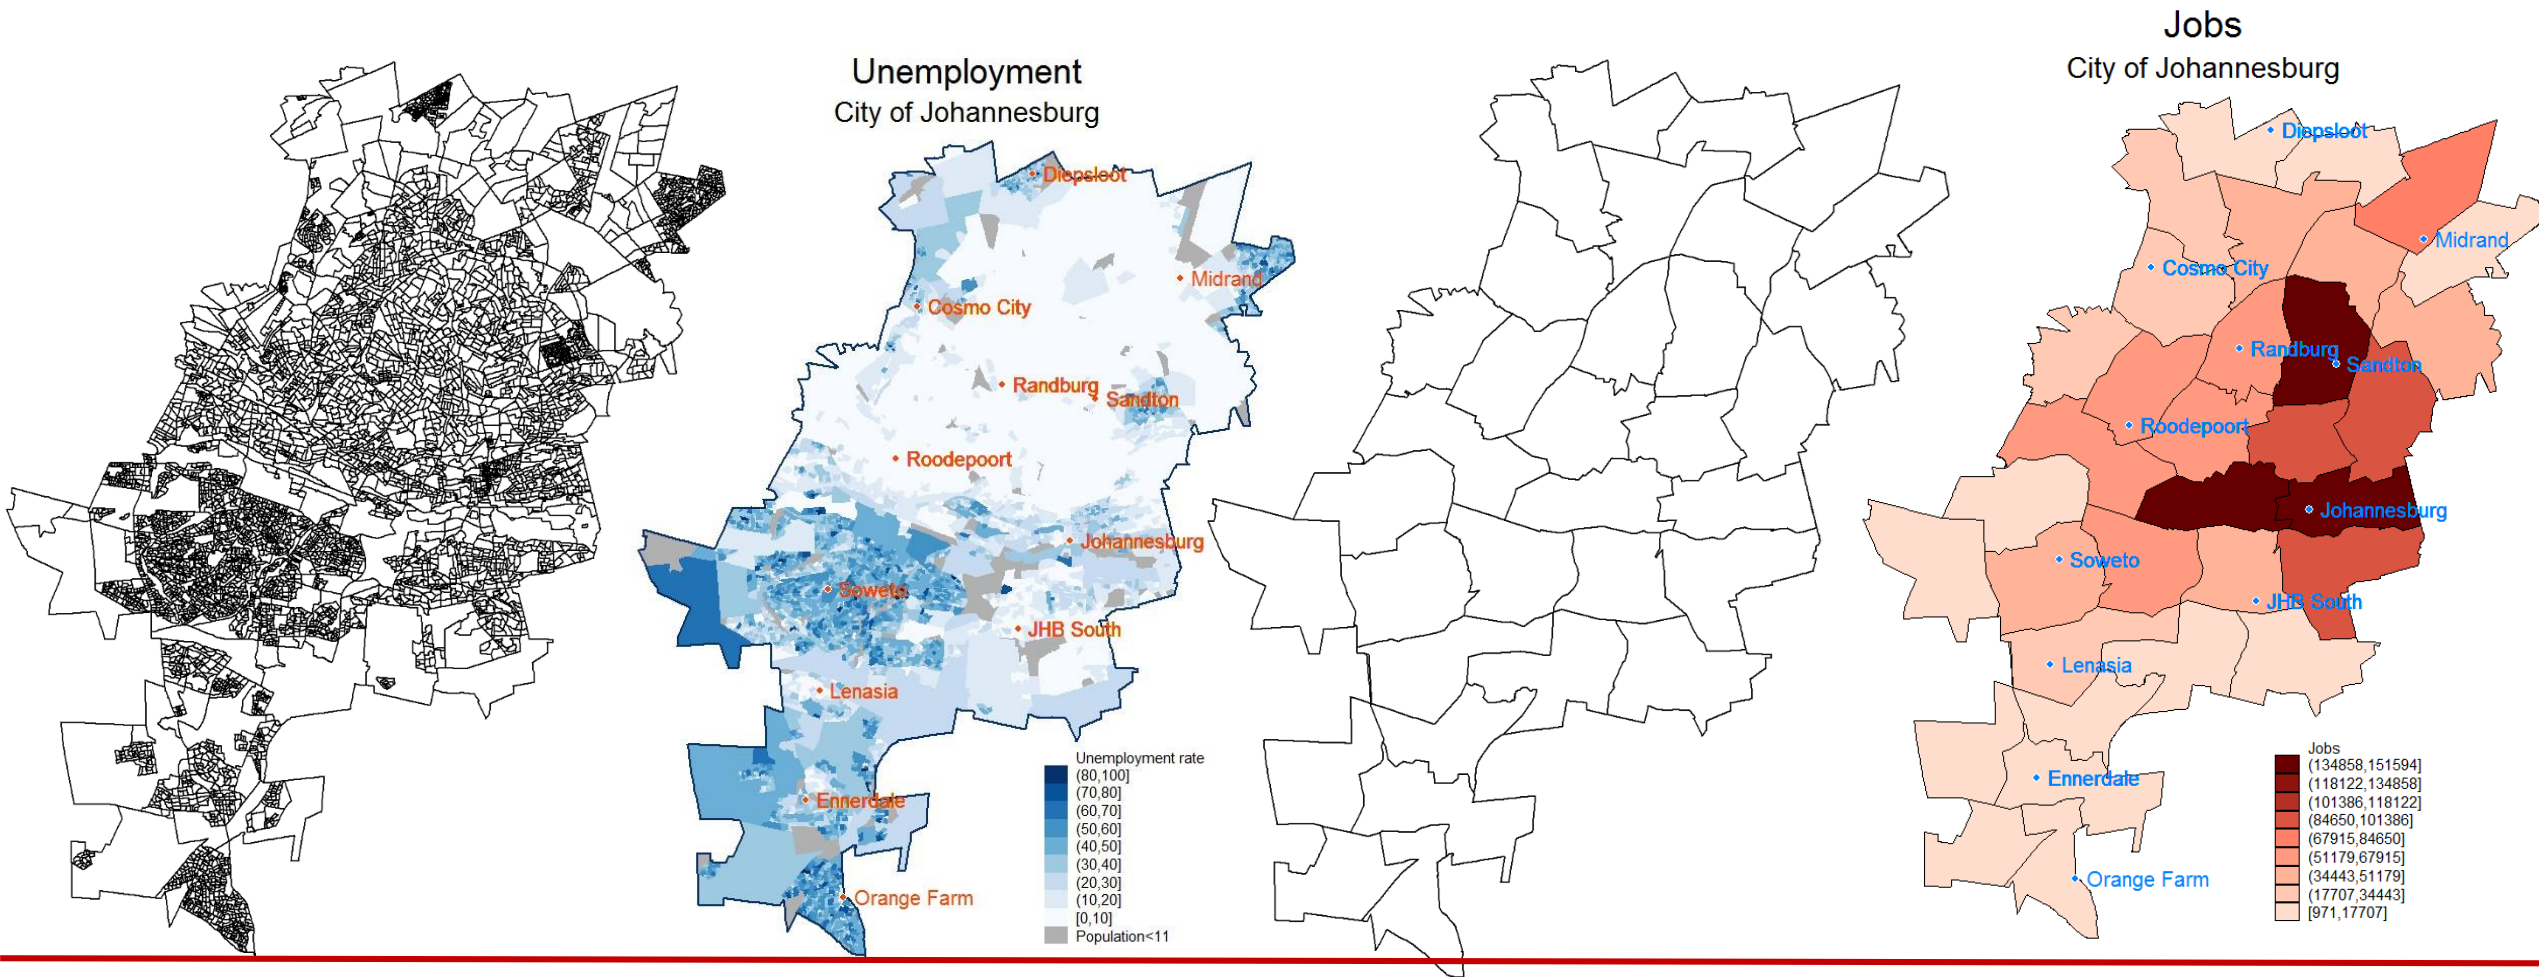 Unemployment
City of Johannesburg
Diepsloot
Midrand
Cosmo City
Randburg
Sandton
Roodepoort
Johannesburg
Soweto
JHB South
Lenasia
Ennerdale
Orange Farm
Unemployment rate
(80,100]
(70,80]
(60,70]
(50,60]
(40,50]
(30,40]
(20,30]
(10,20]
[0,10]
Population<11
Jobs
City of Johannesburg
Diepsloot
Midrand
Cosmo City
Randburg
Sandton
Roodepoort
Johannesburg
Soweto
JHB South
Lenasia
Ennerdale
Orange Farm
Jobs
(134858,151594]
(118122,134858]
(101386,118122]
(84650,101386]
(67915,84650]
(51179,67915]
(34443,51179]
(17707,34443]
[971,17707]